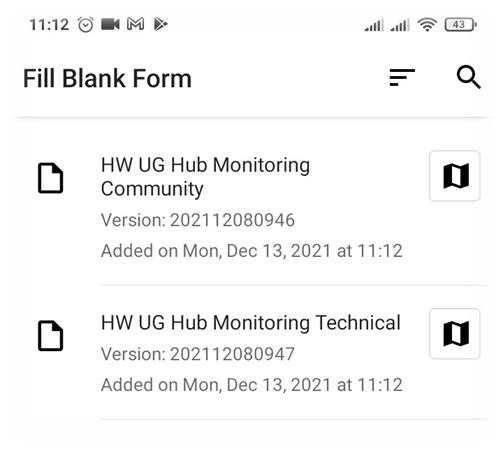 11:12
43
Fill Blank Form
HW UG Hub Monitoring
Community
Version: 202112080946
Added on Mon, Dec 13, 2021 at 11:12
HW UG Hub Monitoring Technical
Version: 202112080947
Added on Mon, Dec 13, 2021 at 11:12